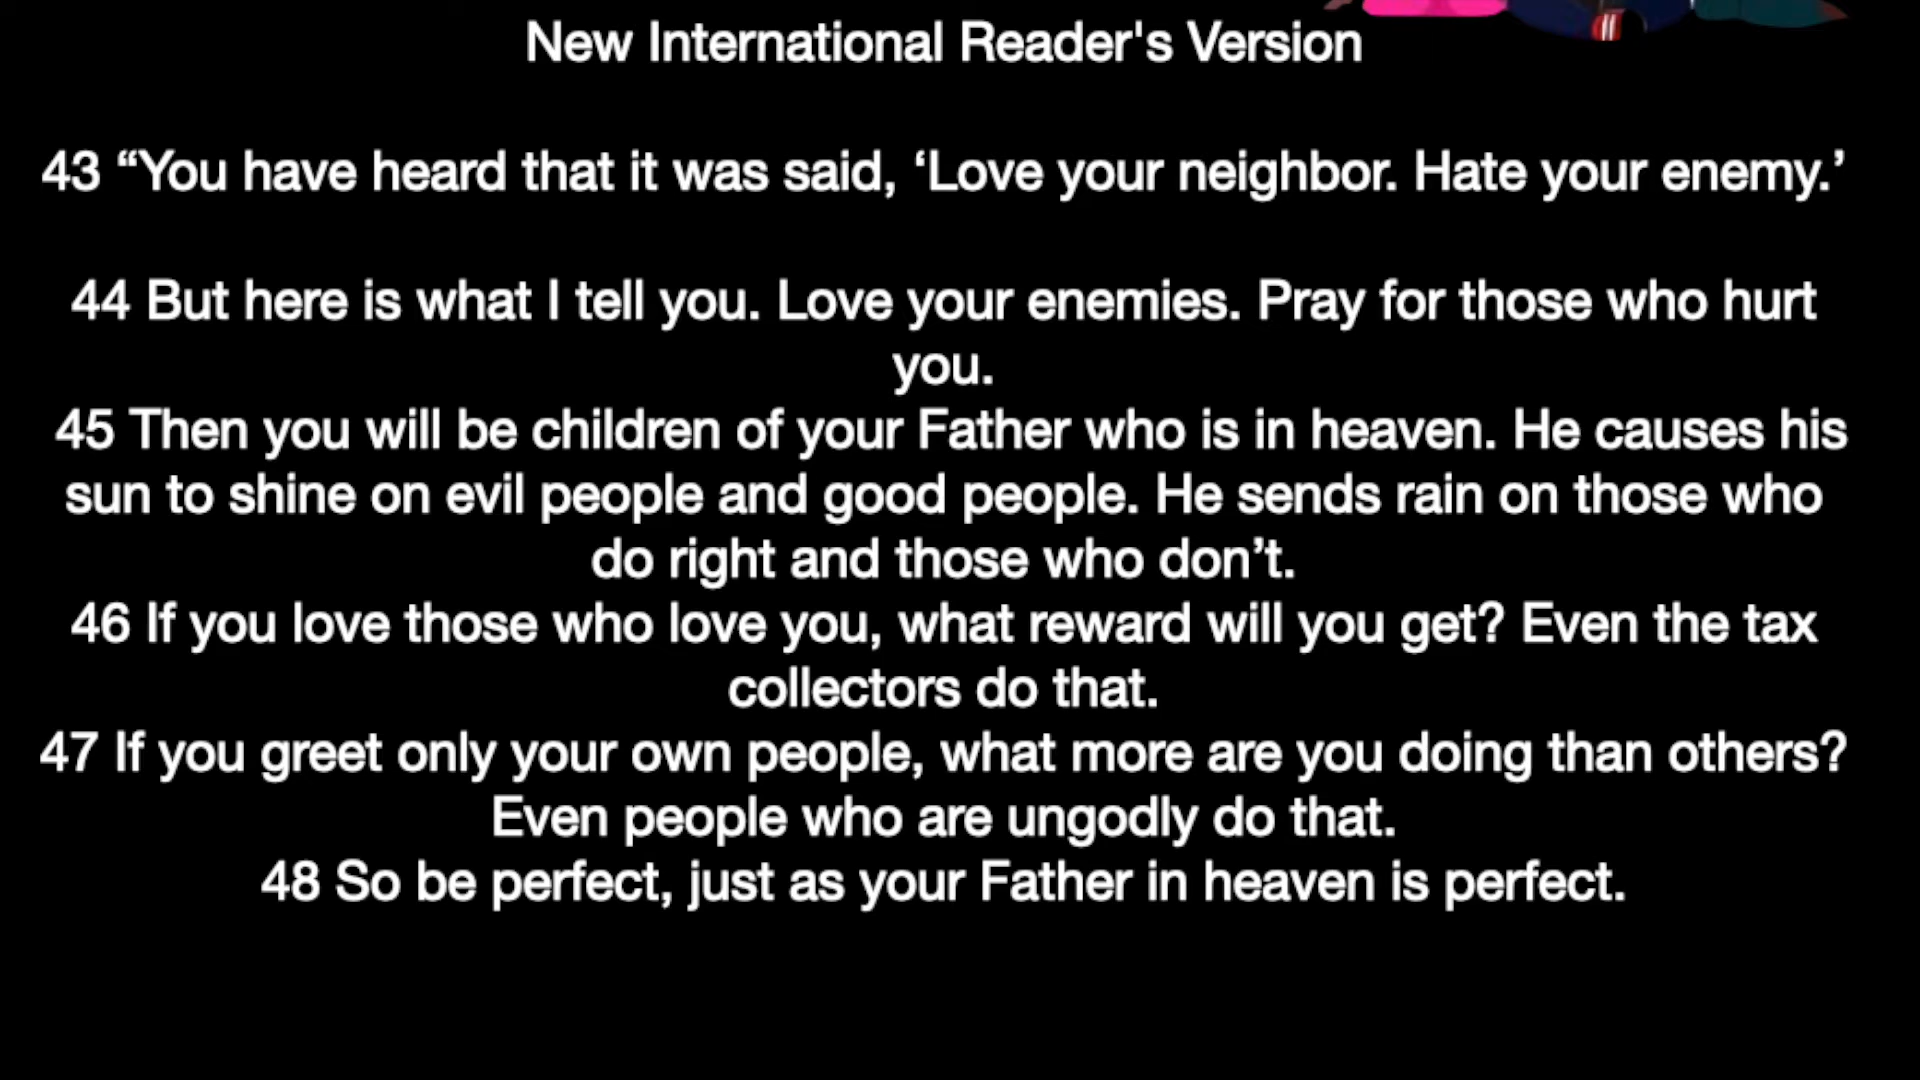 New International Reader's Version
43 “You have heard that it was said, ‘Love your neighbor. Hate your enemy.’
44 But here is what I tell you. Love your enemies. Pray for those who hurt
you.
45 Then you will be children of your Father who is in heaven. He causes his
sun to shine on evil people and good people. He sends rain on those who
do right and those who don’t.
46 If you love those who love you, what reward will you get? Even the tax
collectors do that.
47 If you greet only your own people, what more are you doing than others?
Even people who are ungodly do that.
48 So be perfect, just as your Father in heaven is perfect.